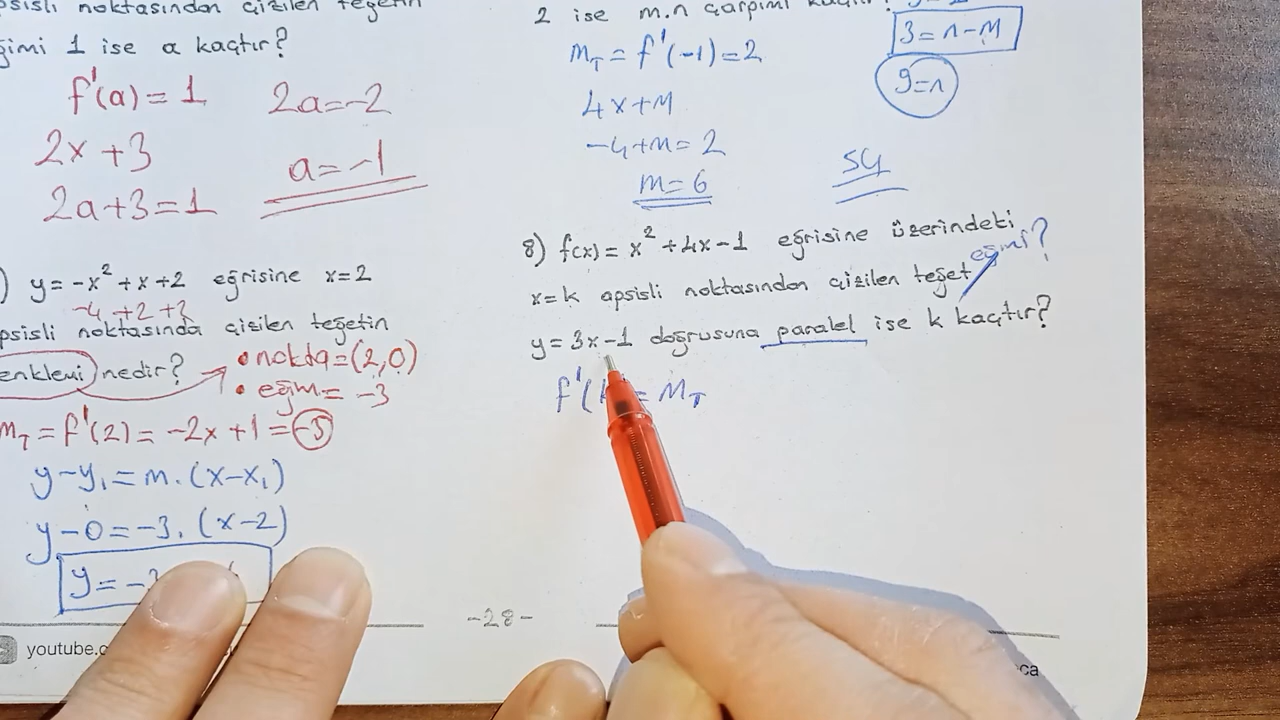 noktasından çizilen teğetin
1 ise a kaçtır?
f'(a) = 1
2a=-2
2x +3
a=-1
2a+3=1
) y=-x² +x+2 eğrisine x=2
-4 +2 +2
apsisli noktasında çizilen teğetin
denklemi nedir?
• nokta=(2,0)
• eğim= -3
m_T = f'(2) = -2x +1 = -3
y-y₁ = m.(x-x₁)
y-0=-3.(x-2)
y=-3
2 ise m.n çarpımı kaçtır?
m_T = f'(-1)=2
3=n-m
9=n
4x+m
-4+m=2
m=6
54
8) f(x)= x² +4x-1 eğrisine üzerindeki
eğimi?
x=k apsisli noktasından çizilen teğet
y=3x-1 doğrusuna paralel ise k kaçtır?
f'(k)= m_T
-28-
youtube.c
ca